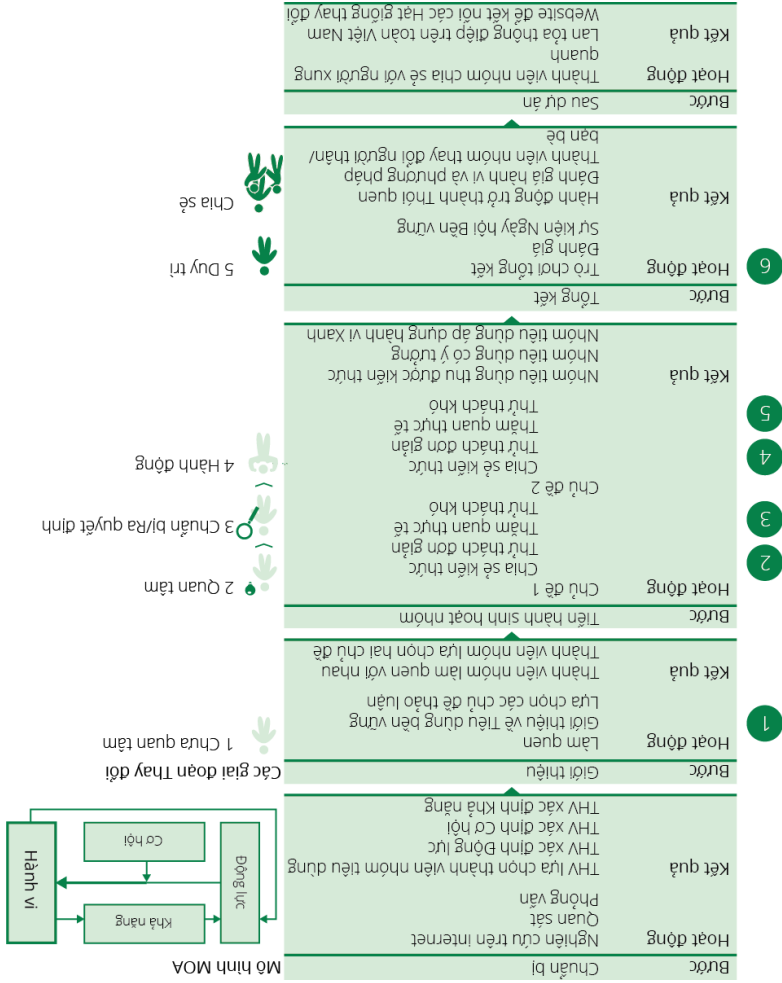 Mô hình MOA
Khả năng
Động lực
Cơ hội
Hành vi
Bước Chuẩn bị
Hoạt động Nghiên cứu trên internet
Quan sát
Phỏng vấn
Kết quả THV lựa chọn thành viên nhóm tiêu dùng
THV xác định Động lực
THV xác định Cơ hội
THV xác định Khả năng
Các giai đoạn Thay đổi
Bước Giới thiệu
1
Hoạt động Làm quen
Giới thiệu về Tiêu dùng bền vững
Lựa chọn các chủ đề thảo luận
1 Chưa quan tâm
Kết quả Thành viên nhóm làm quen với nhau
Thành viên nhóm lựa chọn hai chủ đề
Bước Tiến hành sinh hoạt nhóm
Hoạt động Chủ đề 1
2
Chia sẻ kiến thức
Thử thách đơn giản
3
Thăm quan thực tế
Thử thách khó
Chủ đề 2
4
Chia sẻ kiến thức
Thử thách đơn giản
5
Thăm quan thực tế
Thử thách khó
2 Quan tâm
3 Chuẩn bị/Ra quyết định
4 Hành động
Kết quả Nhóm tiêu dùng thu được kiến thức
Nhóm tiêu dùng có ý tưởng
Nhóm tiêu dùng áp dụng hành vi Xanh
Bước Tổng kết
6
Hoạt động Trò chơi tổng kết
Đánh giá
Sự kiện Ngày hội Bền vững
5 Duy trì
Kết quả Hành động trở thành Thói quen
Đánh giá hành vi và phương pháp
Thành viên nhóm thay đổi người thân/
bạn bè
Chia sẻ
Bước Sau dự án
Hoạt động Thành viên nhóm chia sẻ với người xung
quanh
Kết quả Lan tỏa thông điệp trên toàn Việt Nam
Website để kết nối các Hạt giống thay đổi